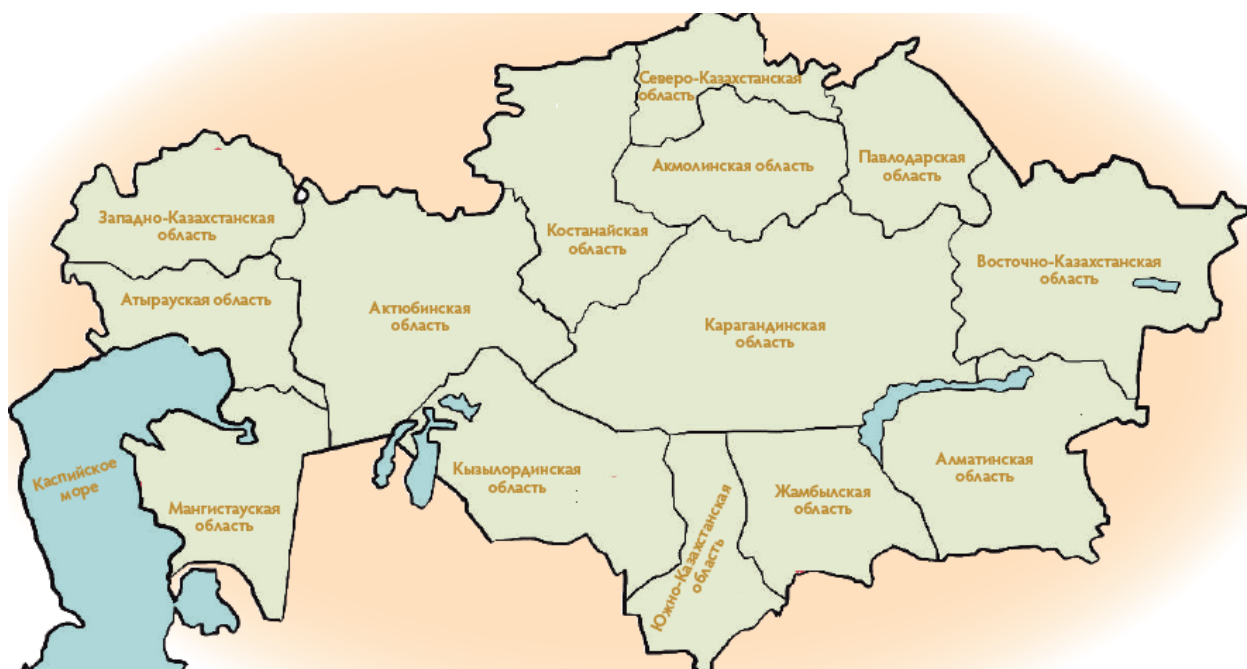 Северо-Казахстанская
область
Акмолинская область
Павлодарская
область
Западно-Казахстанская
область
Костанайская
область
Восточно-Казахстанская
область
Атырауская область
Актюбинская
область
Карагандинская
область
Каспийское
море
Кызылординская
область
Алматинская
область
Мангистауская
область
Жамбылская
область
Южно-Казахстанская
область